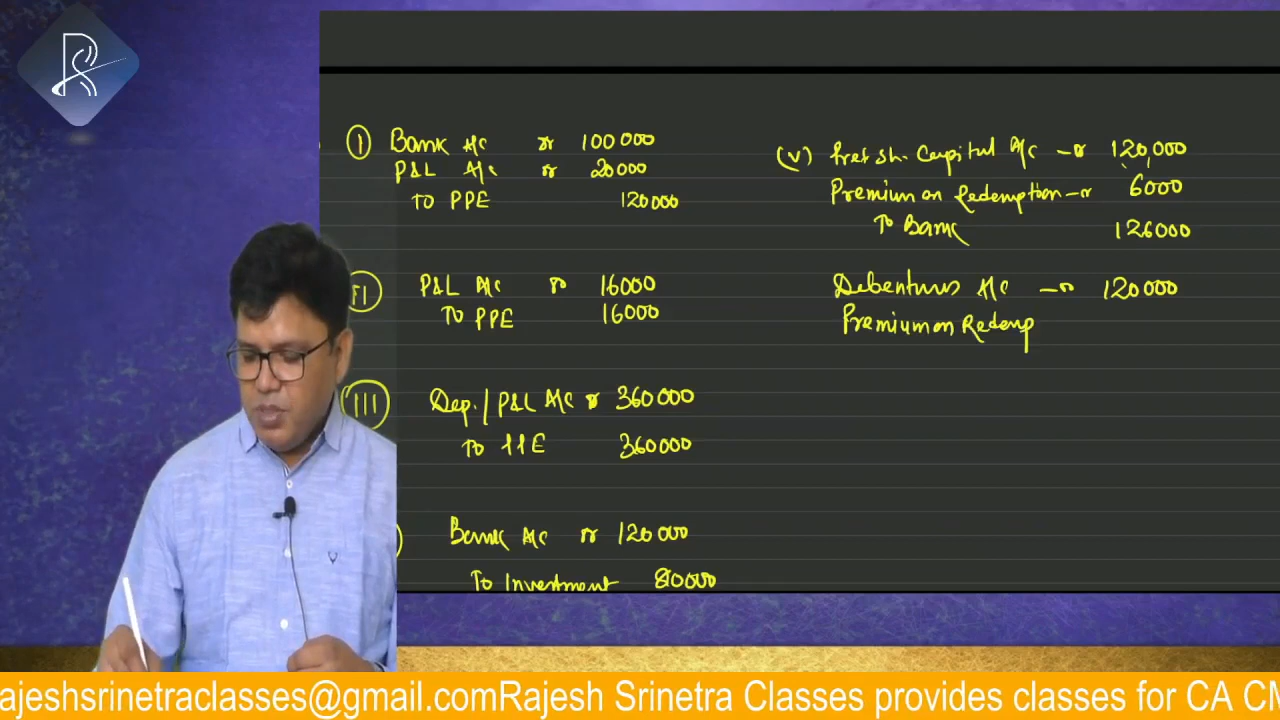 RS
I Bank A/c Dr 100000
P&L A/c Dr 20000
To PPE 120000
II P&L A/c Dr 16000
To PPE 16000
III Dep./P&L A/c Dr 360000
To PPE 360000
Bank A/c Dr 120000
To Investment 80000
(V) Pref sh. Capital A/c - Dr 120,000
Premium on Redemption - Dr 6000
To Bank 126000
Debentures A/c - Dr 120000
Premium on Redemp
ajeshsrinetraclasses@gmail.comRajesh Srinetra Classes provides classes for CA CM